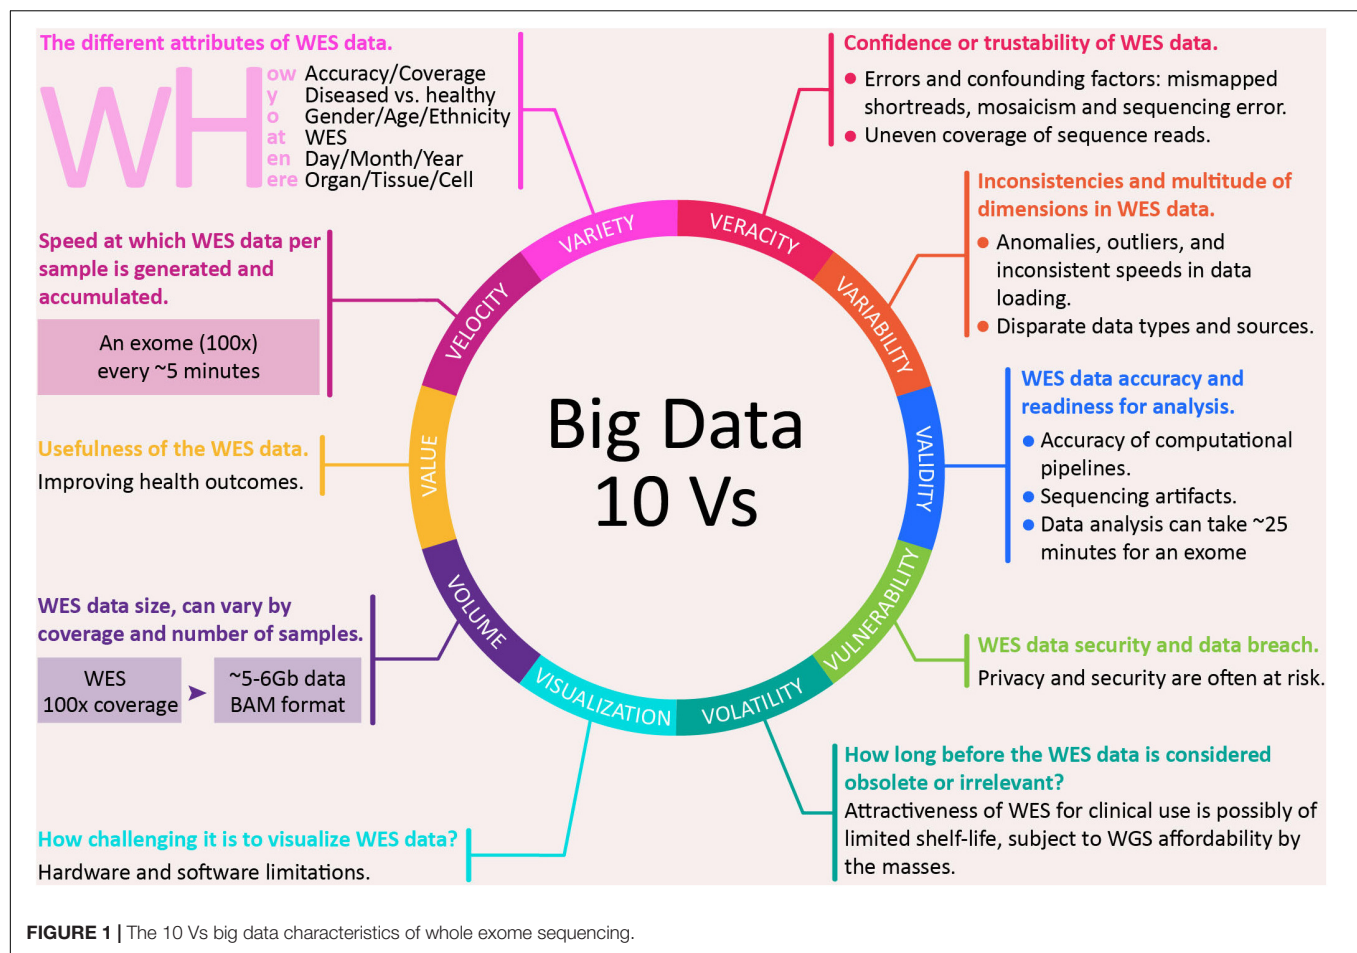 The different attributes of WES data.
WH
ow Accuracy/Coverage
y Diseased vs. healthy
o Gender/Age/Ethnicity
at WES
en Day/Month/Year
ere Organ/Tissue/Cell
Confidence or trustability of WES data.
Errors and confounding factors: mismapped
shortreads, mosaicism and sequencing error.
Uneven coverage of sequence reads.
Inconsistencies and multitude of
dimensions in WES data.
Anomalies, outliers, and
inconsistent speeds in data
loading.
Disparate data types and sources.
Speed at which WES data per
sample is generated and
accumulated.
An exome (100x)
every ~5 minutes
WES data accuracy and
readiness for analysis.
Accuracy of computational
pipelines.
Sequencing artifacts.
Data analysis can take ~25
minutes for an exome
Usefulness of the WES data.
Improving health outcomes.
VARIETY
VERACITY
VARIABILITY
VALIDITY
VULNERABILITY
VOLATILITY
VISUALIZATION
VOLUME
VALUE
VELOCITY
Big Data
10 Vs
WES data size, can vary by
coverage and number of samples.
WES
100x coverage
~5-6Gb data
BAM format
WES data security and data breach.
Privacy and security are often at risk.
How long before the WES data is considered
obsolete or irrelevant?
Attractiveness of WES for clinical use is possibly of
limited shelf-life, subject to WGS affordability by
the masses.
How challenging it is to visualize WES data?
Hardware and software limitations.
FIGURE 1 | The 10 Vs big data characteristics of whole exome sequencing.